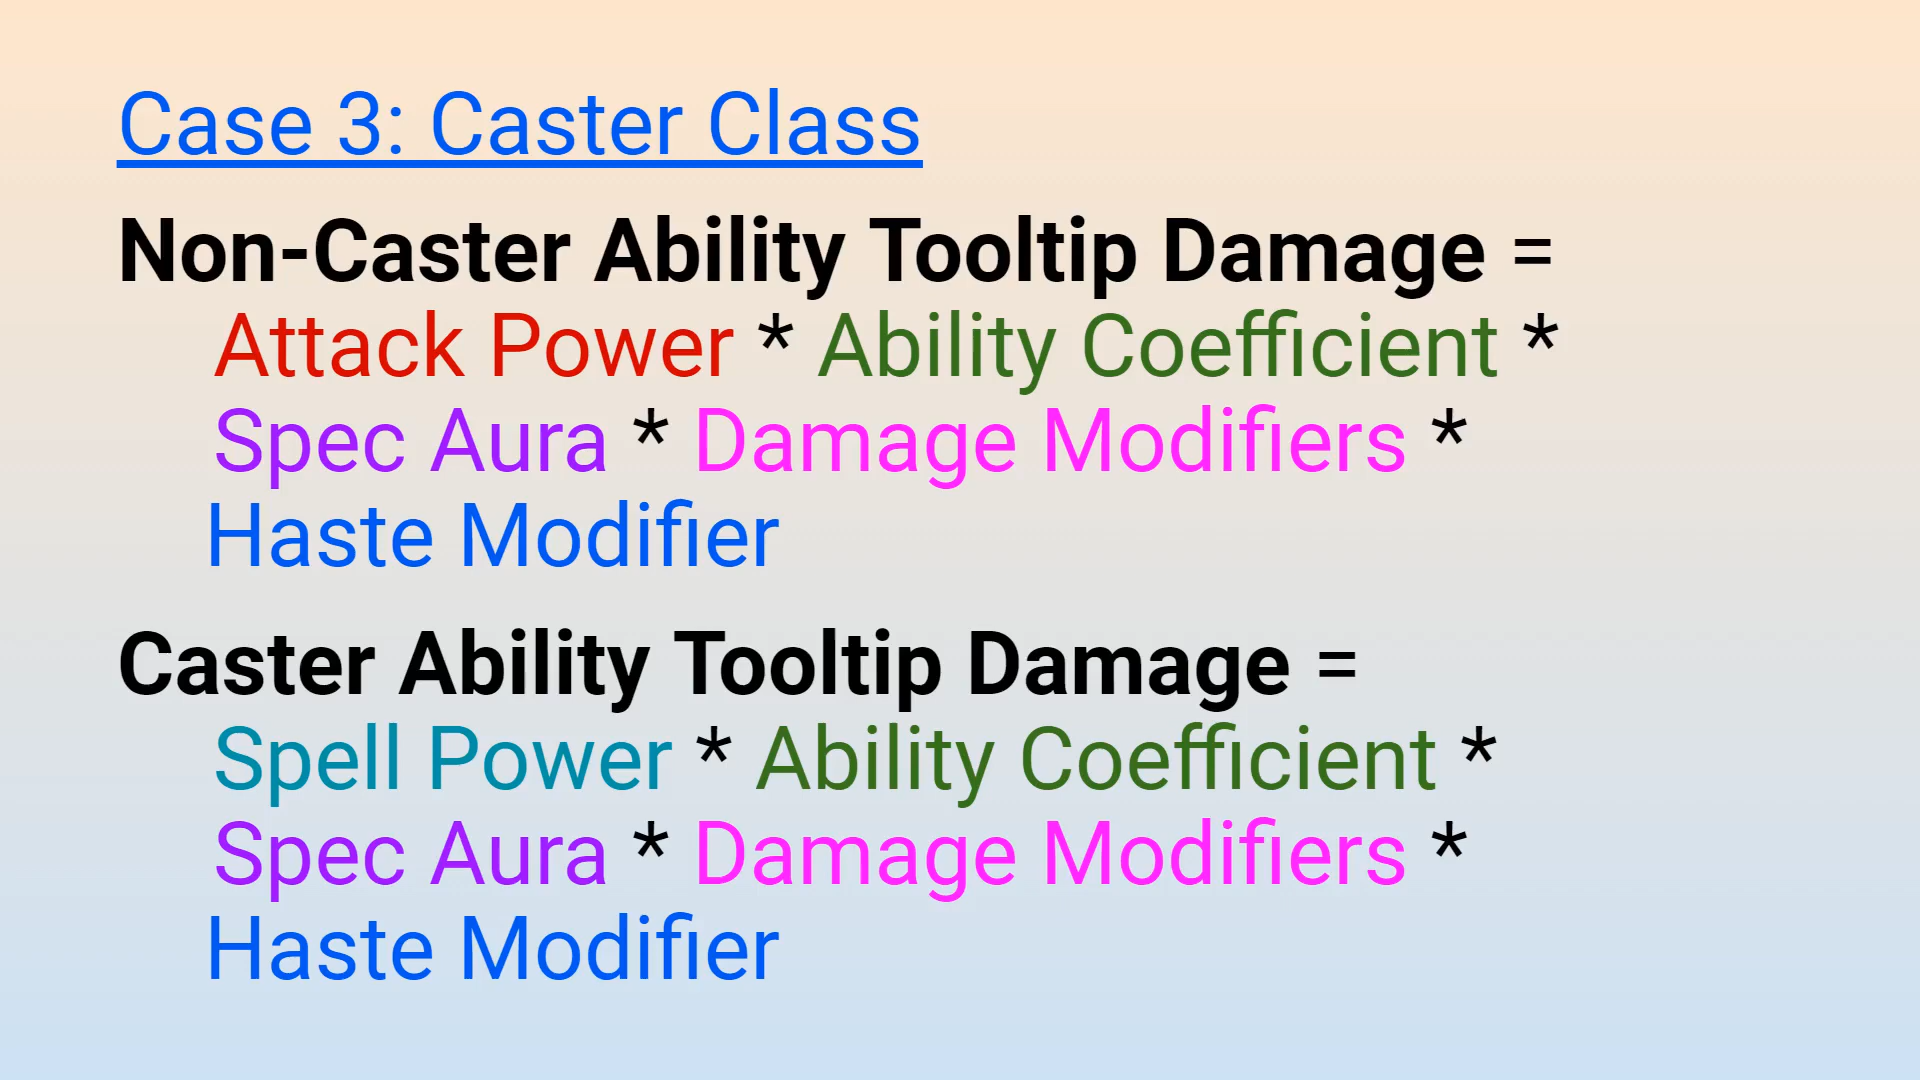 Case 3: Caster Class
Non-Caster Ability Tooltip Damage =
Attack Power * Ability Coefficient *
Spec Aura * Damage Modifiers *
Haste Modifier
Caster Ability Tooltip Damage =
Spell Power * Ability Coefficient *
Spec Aura * Damage Modifiers *
Haste Modifier